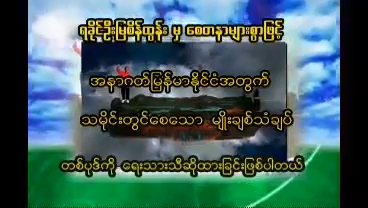 ရခိုင်ဦးမြစိန်ထွန်း မှ စေတနာများစွာဖြင့်
အနာဂတ်မြန်မာနိုင်ငံအတွက်
သမိုင်းတွင်စေသော မျိုးချစ်သံချပ်
တစ်ပုဒ်ကို ရေးသားသီဆိုထားခြင်းဖြစ်ပါတယ်